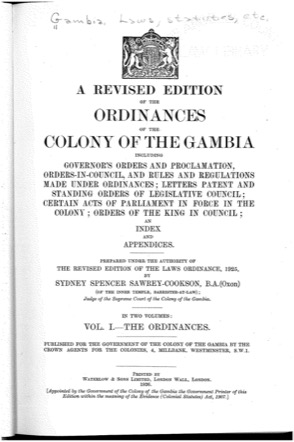 Gambia. Laws, statutes, etc.
A REVISED EDITION
OF THE
ORDINANCES
OF THE
COLONY OF THE GAMBIA
INCLUDING
GOVERNOR'S ORDERS AND PROCLAMATION,
ORDERS-IN-COUNCIL, AND RULES AND REGULATIONS
MADE UNDER ORDINANCES; LETTERS PATENT AND
STANDING ORDERS OF LEGISLATIVE COUNCIL;
CERTAIN ACTS OF PARLIAMENT IN FORCE IN THE
COLONY; ORDERS OF THE KING IN COUNCIL;
AN
INDEX
AND
APPENDICES.
PREPARED UNDER THE AUTHORITY OF
THE REVISED EDITION OF THE LAWS ORDINANCE, 1925,
BY
SYDNEY SPENCER SAWREY-COOKSON, B.A.(Oxon)
(OF THE INNER TEMPLE, BARRISTER-AT-LAW);
Judge of the Supreme Court of the Colony of the Gambia.
IN TWO VOLUMES:
VOL. I.—THE ORDINANCES.
PUBLISHED FOR THE GOVERNMENT OF THE COLONY OF THE GAMBIA BY THE
CROWN AGENTS FOR THE COLONIES, 4, MILLBANK, WESTMINSTER, S.W.1.
PRINTED BY
WATERLOW & SONS LIMITED, LONDON WALL, LONDON.
1926.
[Appointed by the Government of the Colony of the Gambia the Government Printer of this
Edition within the meaning of the Evidence (Colonial Statutes) Act, 1907.]